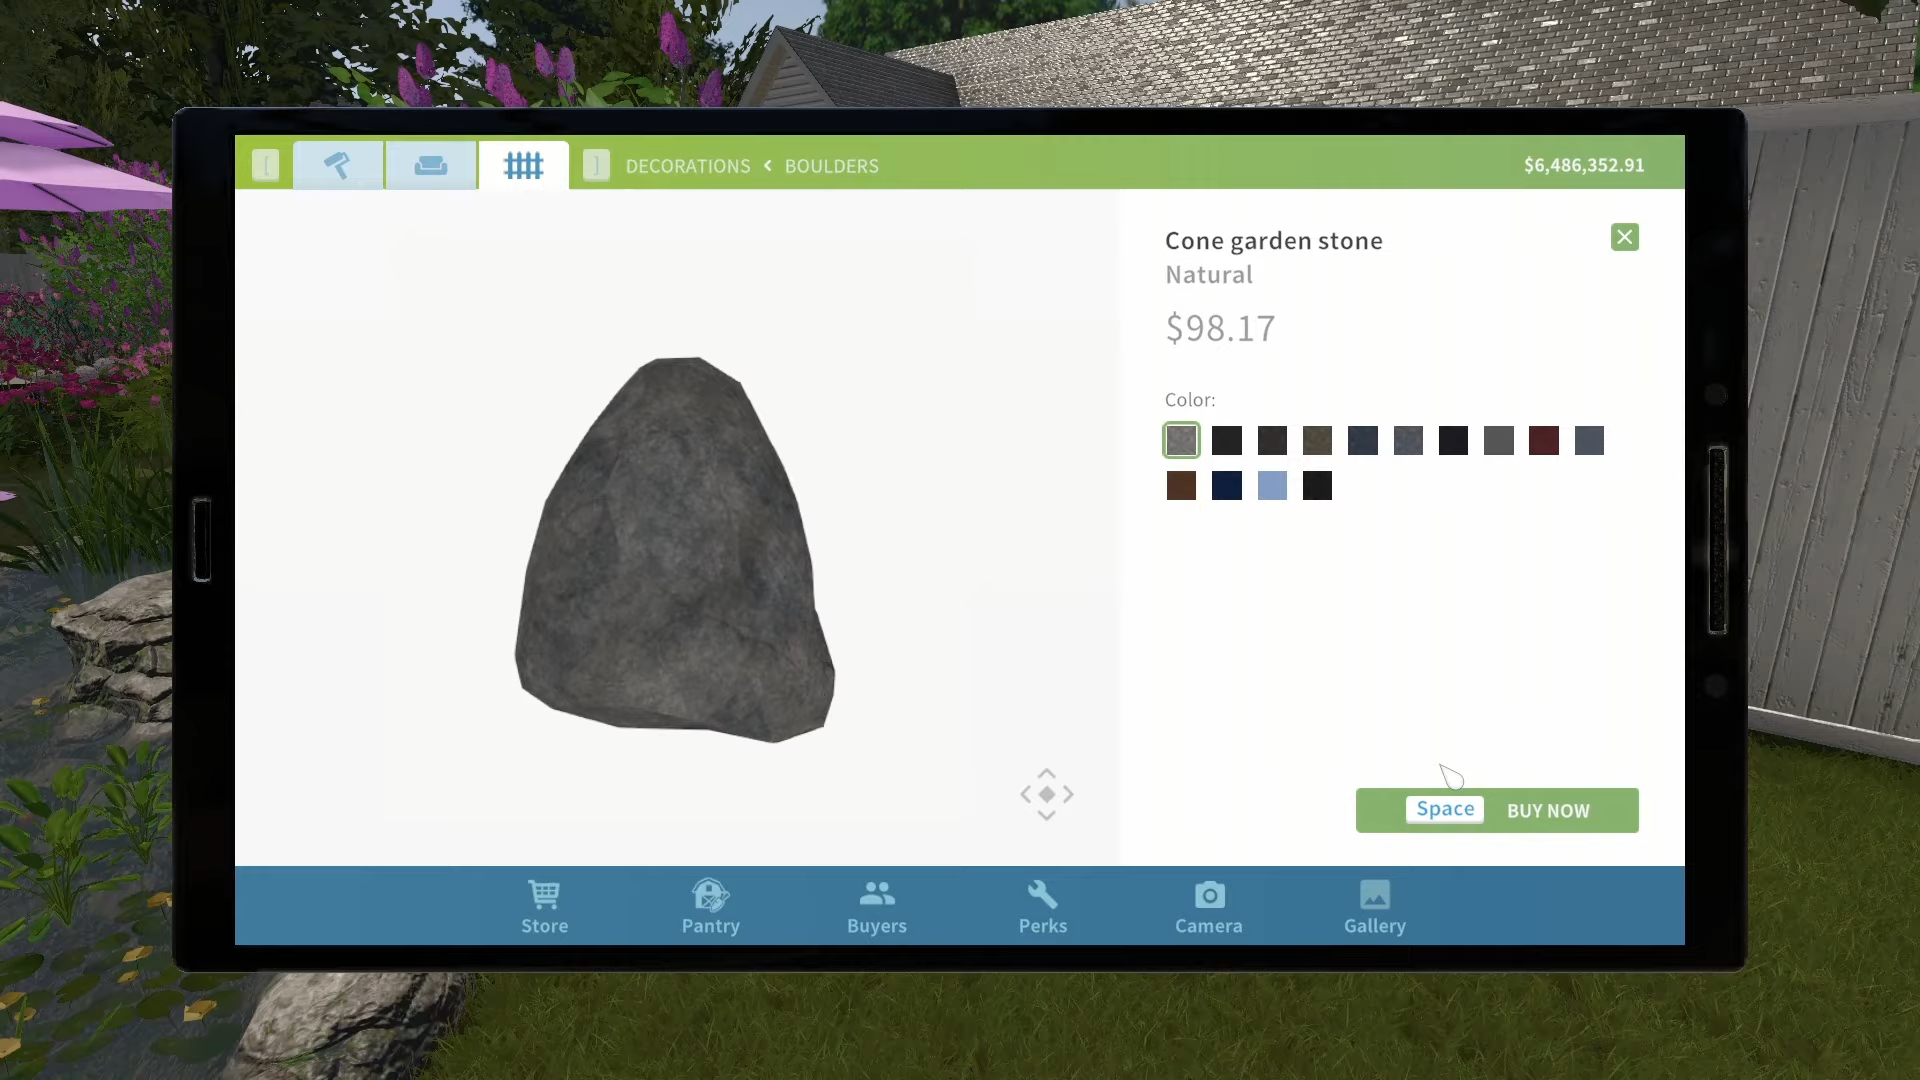 [
]
DECORATIONS < BOULDERS
$6,486,352.91
Cone garden stone
Natural
$98.17
Color:
Space BUY NOW
Store Pantry Buyers Perks Camera Gallery